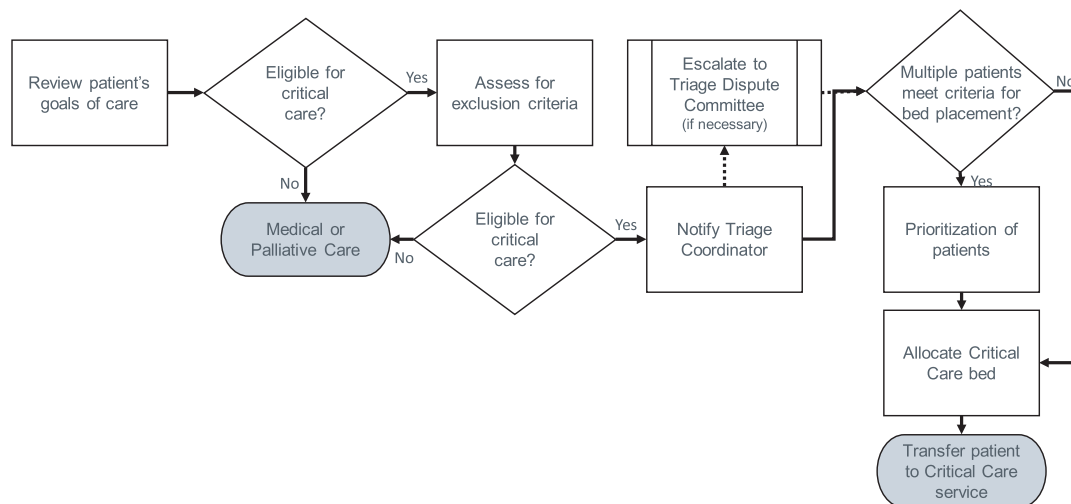 Review patient's
goals of care
Eligible for
critical
care?
Yes
No
Assess for
exclusion criteria
Medical or
Palliative Care
Eligible for
critical
care?
No
Yes
Notify Triage
Coordinator
Escalate to
Triage Dispute
Committee
(if necessary)
Multiple patients
meet criteria for
bed placement?
No
Yes
Prioritization of
patients
Allocate Critical
Care bed
Transfer patient
to Critical Care
service